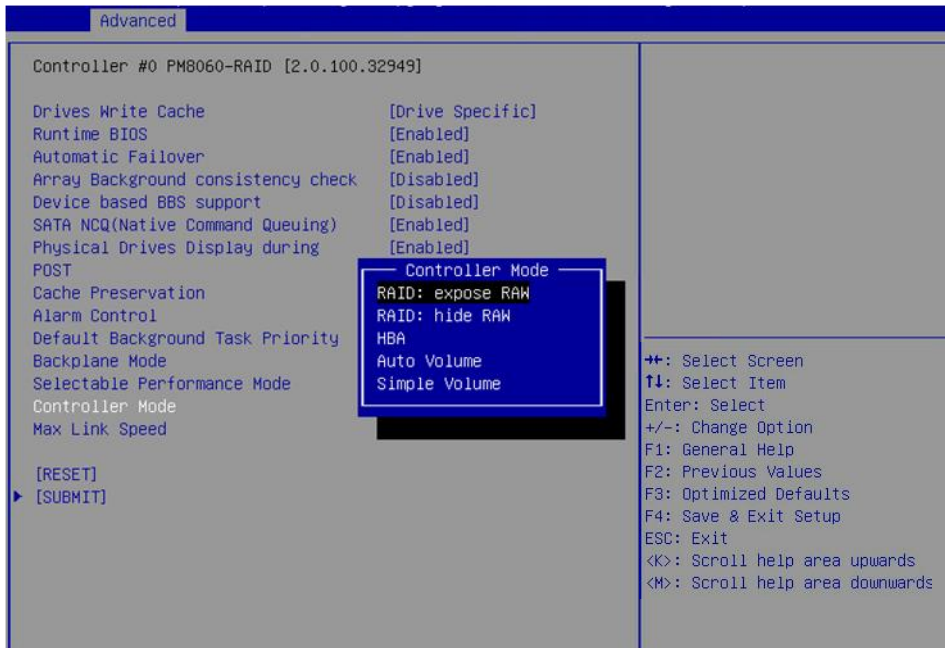 Advanced
Controller #0 PM8060-RAID [2.0.100.32949]
Drives Write Cache [Drive Specific]
Runtime BIOS [Enabled]
Automatic Failover [Enabled]
Array Background consistency check [Disabled]
Device based BBS support [Disabled]
SATA NCQ(Native Command Queuing) [Enabled]
Physical Drives Display during [Enabled]
POST
Cache Preservation
Alarm Control
Default Background Task Priority
Backplane Mode
Selectable Performance Mode
Controller Mode
Max Link Speed
[RESET]
[SUBMIT]
Controller Mode
RAID: expose RAW
RAID: hide RAW
HBA
Auto Volume
Simple Volume
→←: Select Screen
↑↓: Select Item
Enter: Select
+/-: Change Option
F1: General Help
F2: Previous Values
F3: Optimized Defaults
F4: Save & Exit Setup
ESC: Exit
<K>: Scroll help area upwards
<M>: Scroll help area downwards